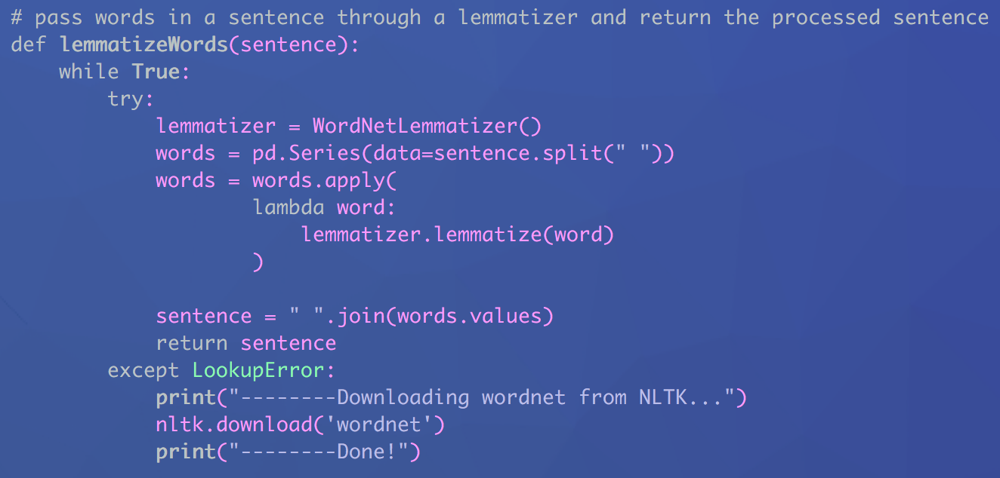 # pass words in a sentence through a lemmatizer and return the processed sentence
def lemmatizeWords(sentence):
    while True:
        try:
            lemmatizer = WordNetLemmatizer()
            words = pd.Series(data=sentence.split(" "))
            words = words.apply(
                    lambda word:
                        lemmatizer.lemmatize(word)
                    )

            sentence = " ".join(words.values)
            return sentence
        except LookupError:
            print("--------Downloading wordnet from NLTK...")
            nltk.download('wordnet')
            print("--------Done!")